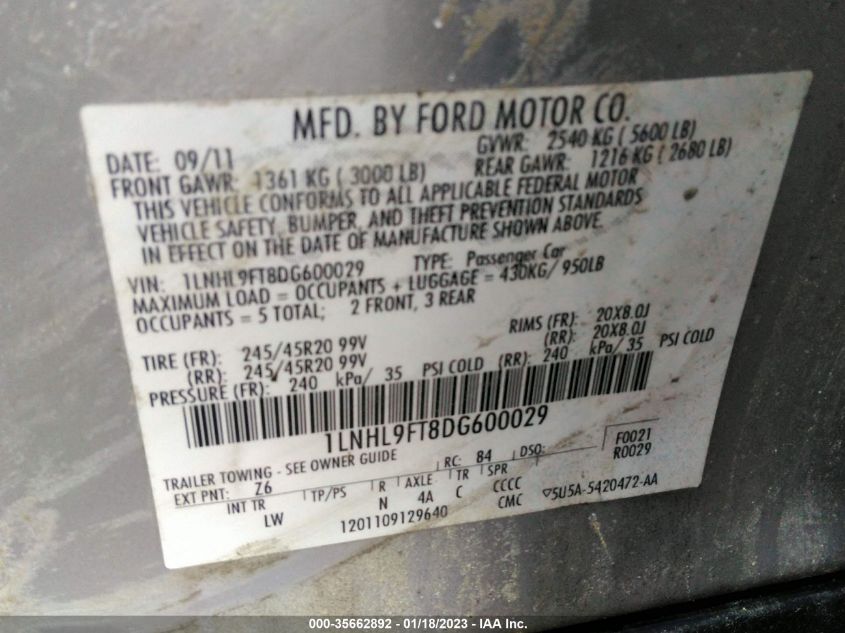 MFD. BY FORD MOTOR CO.
DATE: 09/11 GVWR: 2540 KG ( 5600 LB)
FRONT GAWR: 1361 KG ( 3000 LB) REAR GAWR: 1216 KG ( 2680 LB)
THIS VEHICLE CONFORMS TO ALL APPLICABLE FEDERAL MOTOR
VEHICLE SAFETY, BUMPER, AND THEFT PREVENTION STANDARDS
IN EFFECT ON THE DATE OF MANUFACTURE SHOWN ABOVE.
VIN: 1LNHL9FT8DG600029 TYPE: Passenger Car
MAXIMUM LOAD = OCCUPANTS + LUGGAGE = 430KG/ 950LB
OCCUPANTS = 5 TOTAL; 2 FRONT, 3 REAR
TIRE (FR): 245/45R20 99V RIMS (FR): 20X8.0J
(RR): 245/45R20 99V (RR): 20X8.0J
PRESSURE (FR): 240 kPa/ 35 PSI COLD (RR): 240 kPa/ 35 PSI COLD
1LNHL9FT8DG600029
TRAILER TOWING - SEE OWNER GUIDE RC: 84 DSO: F0021
EXT PNT: Z6 R0029
INT TR TP/PS R AXLE TR SPR
LW N 4A C CCCC
1201109129640 CMC ▽5U5A-5420472-AA
000-35662892 - 01/18/2023 - IAA Inc.